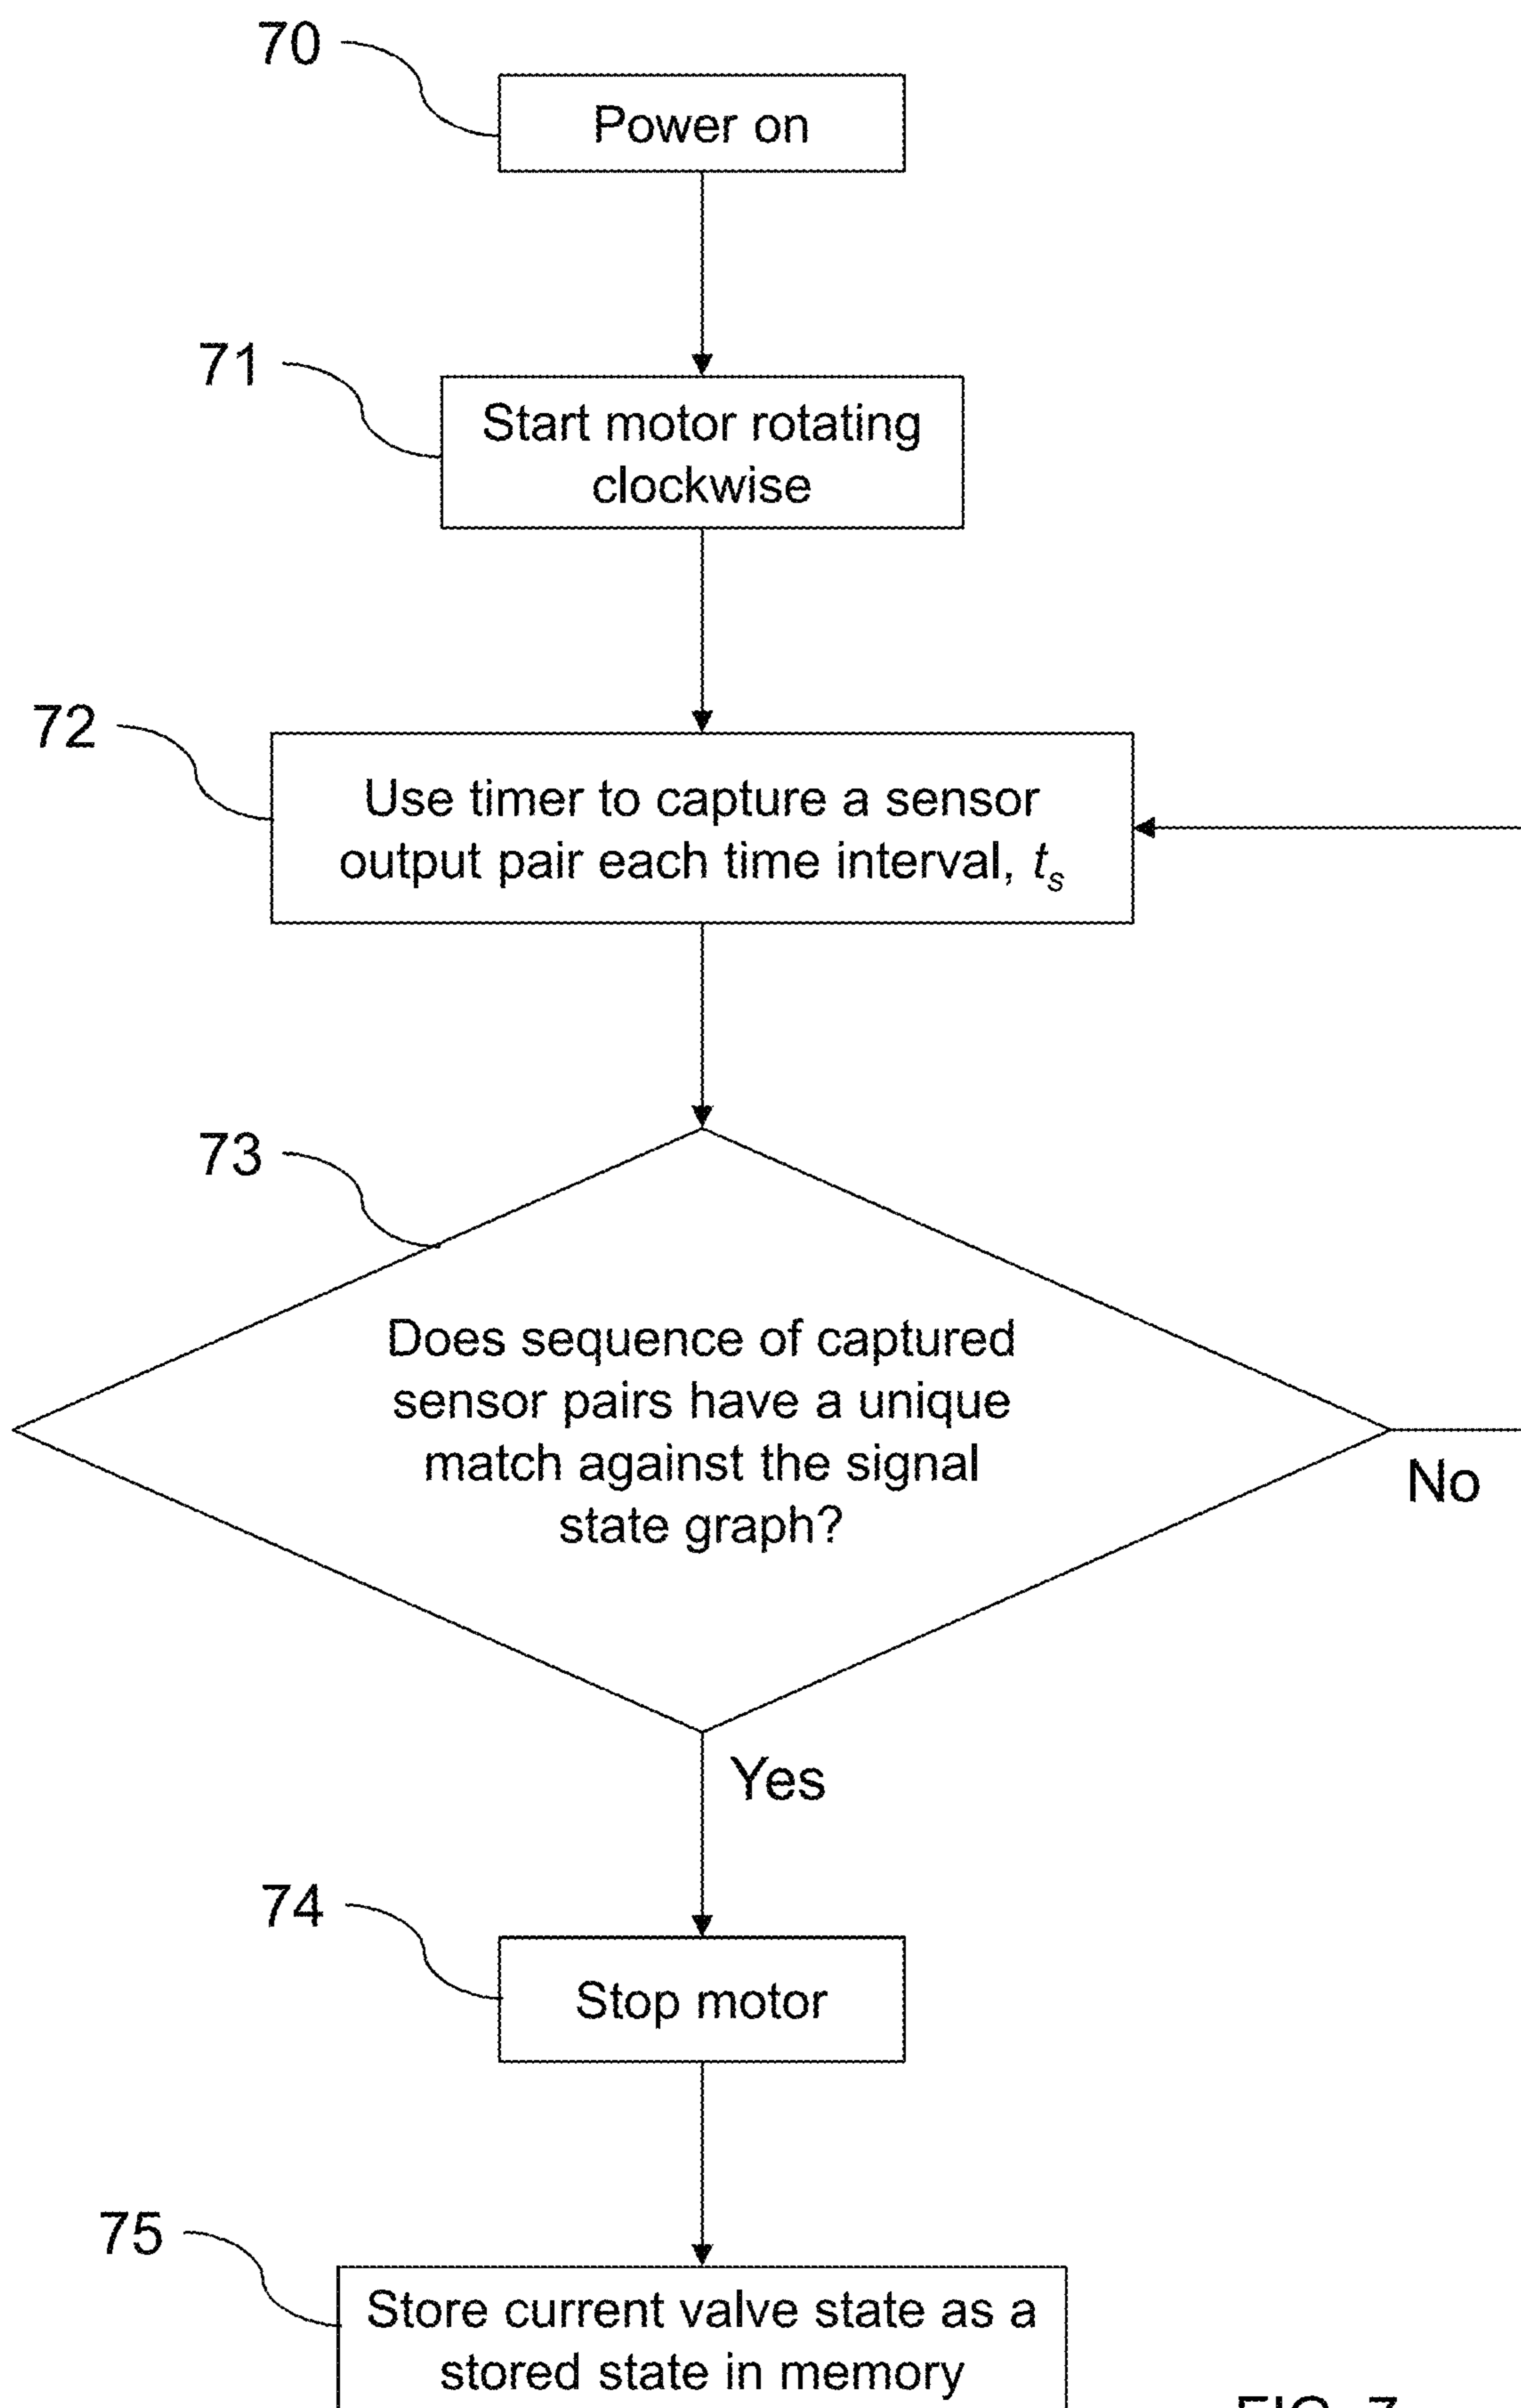 70
Power on
71
Start motor rotating
clockwise
72
Use timer to capture a sensor
output pair each time interval, tₛ
73
Does sequence of captured
sensor pairs have a unique
match against the signal
state graph?
No
Yes
74
Stop motor
75
Store current valve state as a
stored state in memory
FIG. 7